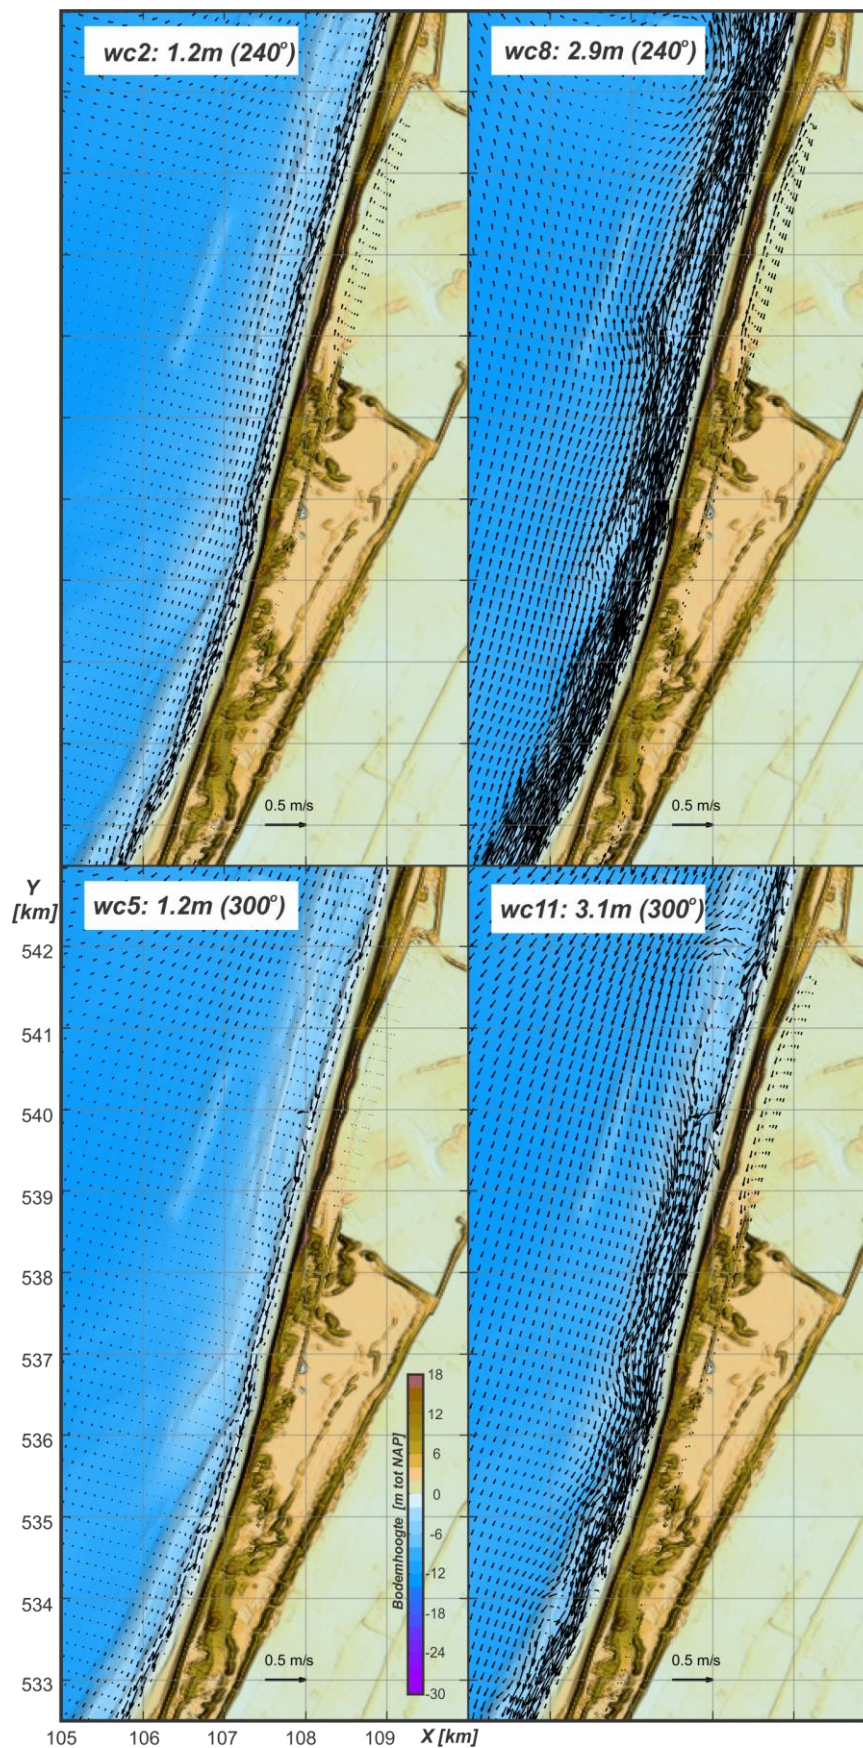 wc2: 1.2m (240°)
wc8: 2.9m (240°)
0.5 m/s
0.5 m/s
Y
[km]
wc5: 1.2m (300°)
wc11: 3.1m (300°)
542
541
540
539
538
537
536
535
534
533
18
12
6
0
-6
-12
-18
-24
-30
Bodemhoogte [m tot NAP]
0.5 m/s
0.5 m/s
105
106
107
108
109
X [km]